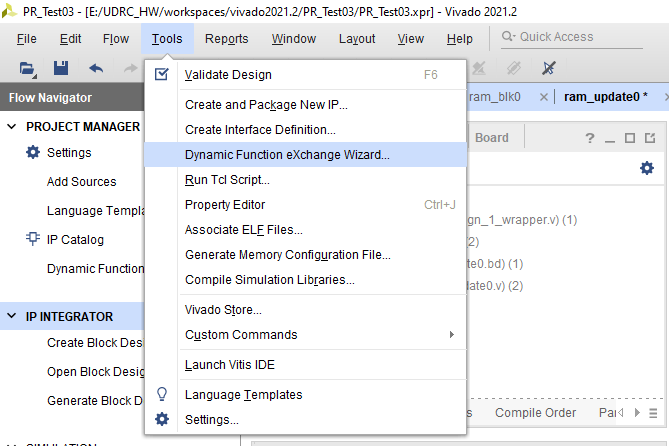 PR_Test03 - [E:/UDRC_HW/workspaces/vivado2021.2/PR_Test03/PR_Test03.xpr] - Vivado 2021.2
File Edit Flow Tools Reports Window Layout View Help Quick Access
Flow Navigator
PROJECT MANAGER
Settings
Add Sources
Language Templa
IP Catalog
Dynamic Function
IP INTEGRATOR
Create Block Des
Open Block Desig
Generate Block D
Validate Design F6
Create and Package New IP...
Create Interface Definition...
Dynamic Function eXchange Wizard...
Run Tcl Script...
Property Editor Ctrl+J
Associate ELF Files...
Generate Memory Configuration File...
Compile Simulation Libraries...
Vivado Store...
Custom Commands
Launch Vitis IDE
Language Templates
Settings...
ram_blk0 × ram_update0 * ×
Board ? _
gn_1_wrapper.v) (1)
(2)
te0.bd) (1)
date0.v) (2)
s Compile Order Pa